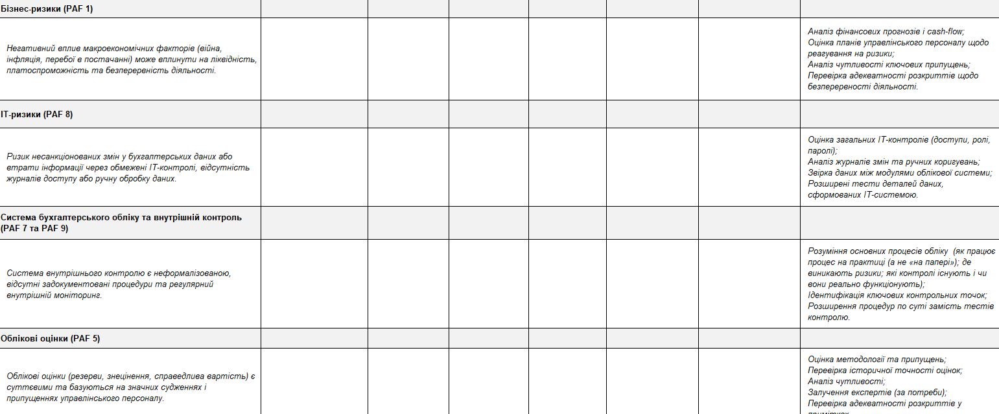 Бізнес-ризики (PAF 1)
Негативний вплив макроекономічних факторів (війна,
інфляція, перебої в постачанні) може вплинути на ліквідність,
платоспроможність та безперервність діяльності.
Аналіз фінансових прогнозів і cash-flow;
Оцінка планів управлінського персоналу щодо
реагування на ризики;
Аналіз чутливості ключових припущень;
Перевірка адекватності розкриттів щодо
безперервності діяльності.
ІТ-ризики (PAF 8)
Ризик несанкціонованих змін у бухгалтерських даних або
втрати інформації через обмежені ІТ-контролі, відсутність
журналів доступу або ручну обробку даних.
Оцінка загальних ІТ-контролів (доступи, ролі,
паролі);
Аналіз журналів змін та ручних коригувань;
Звірка даних між модулями облікової системи;
Розширені тести деталей даних,
сформованих ІТ-системою.
Система бухгалтерського обліку та внутрішній контроль
(PAF 7 та PAF 9)
Система внутрішнього контролю є неформалізованою,
відсутні задокументовані процедури та регулярний
внутрішній моніторинг.
Розуміння основних процесів обліку (як працює
процес на практиці (а не «на папері»); де
виникають ризики; які контролі існують і чи
вони реально функціонують);
Ідентифікація ключових контрольних точок;
Розширення процедур по суті замість тестів
контролю.
Облікові оцінки (PAF 5)
Облікові оцінки (резерви, знецінення, справедлива вартість) є
суттєвими та базуються на значних судженнях і
припущеннях управлінського персоналу.
Оцінка методології та припущень;
Перевірка історичної точності оцінок;
Аналіз чутливості;
Залучення експертів (за потреби);
Перевірка адекватності розкриттів у